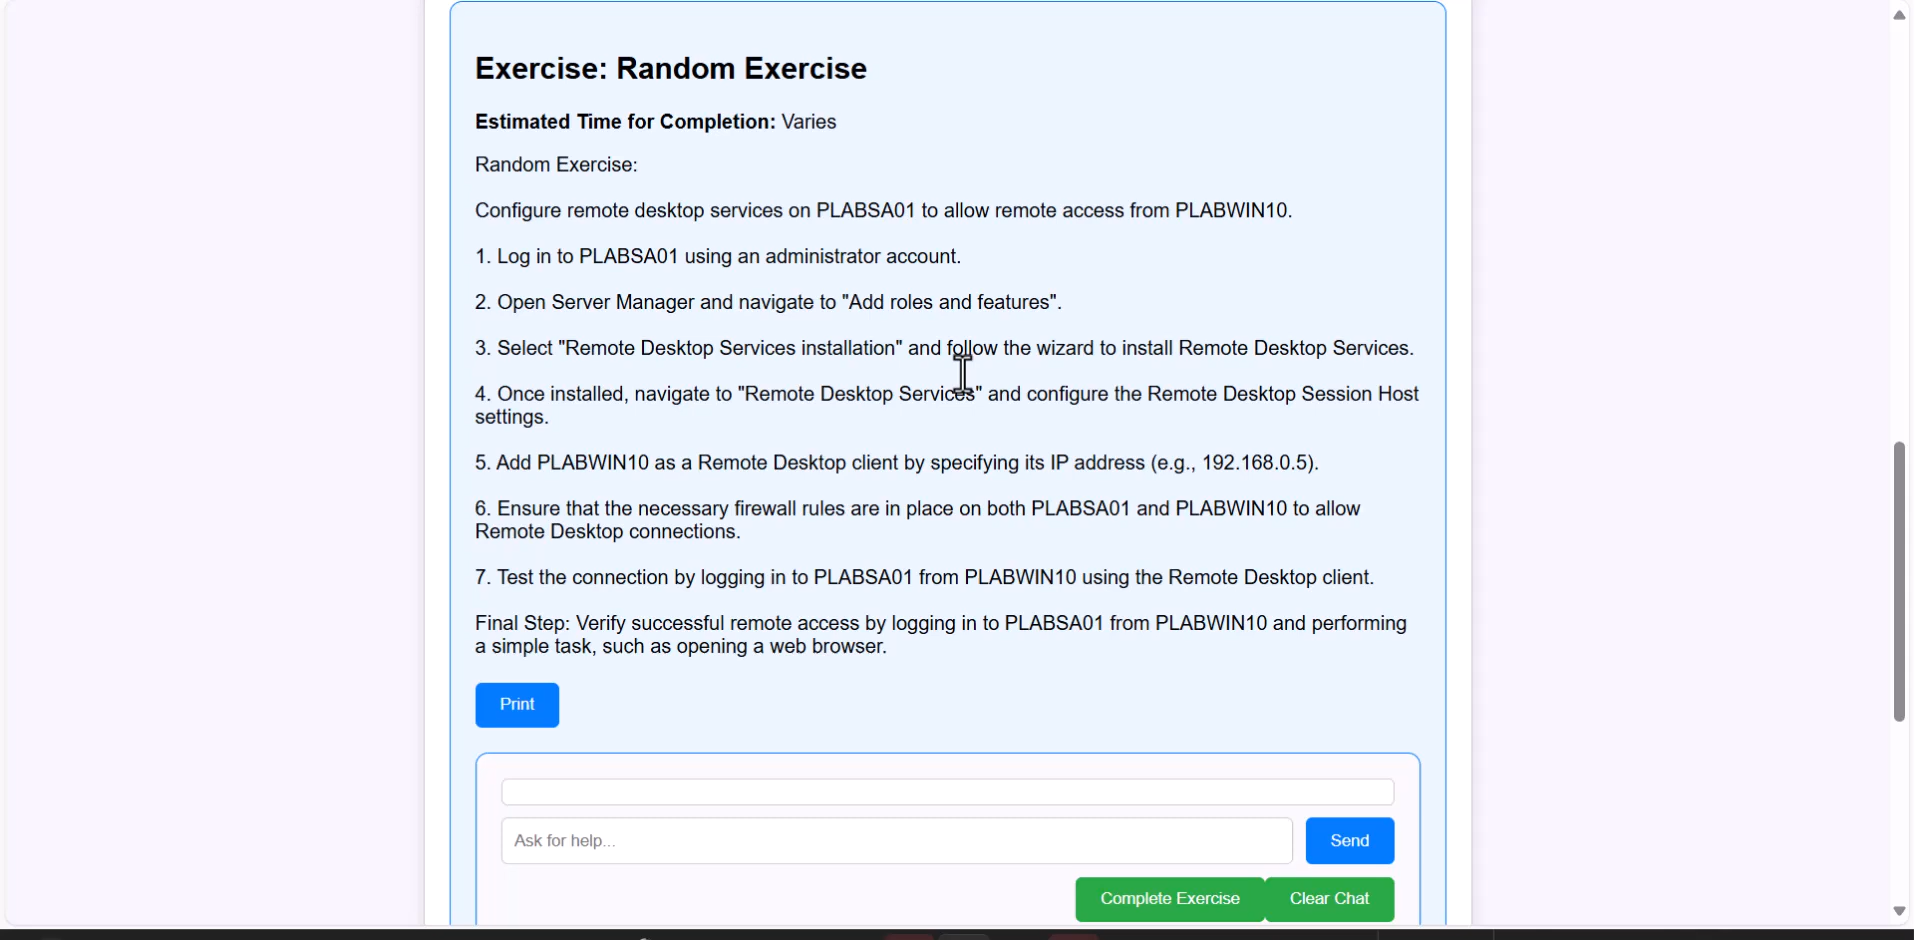 Exercise: Random Exercise
Estimated Time for Completion: Varies
Random Exercise:
Configure remote desktop services on PLABSA01 to allow remote access from PLABWIN10.
1. Log in to PLABSA01 using an administrator account.
2. Open Server Manager and navigate to "Add roles and features".
3. Select "Remote Desktop Services installation" and follow the wizard to install Remote Desktop Services.
4. Once installed, navigate to "Remote Desktop Services" and configure the Remote Desktop Session Host
settings.
5. Add PLABWIN10 as a Remote Desktop client by specifying its IP address (e.g., 192.168.0.5).
6. Ensure that the necessary firewall rules are in place on both PLABSA01 and PLABWIN10 to allow
Remote Desktop connections.
7. Test the connection by logging in to PLABSA01 from PLABWIN10 using the Remote Desktop client.
Final Step: Verify successful remote access by logging in to PLABSA01 from PLABWIN10 and performing
a simple task, such as opening a web browser.
Print
Ask for help...
Send
Complete Exercise
Clear Chat